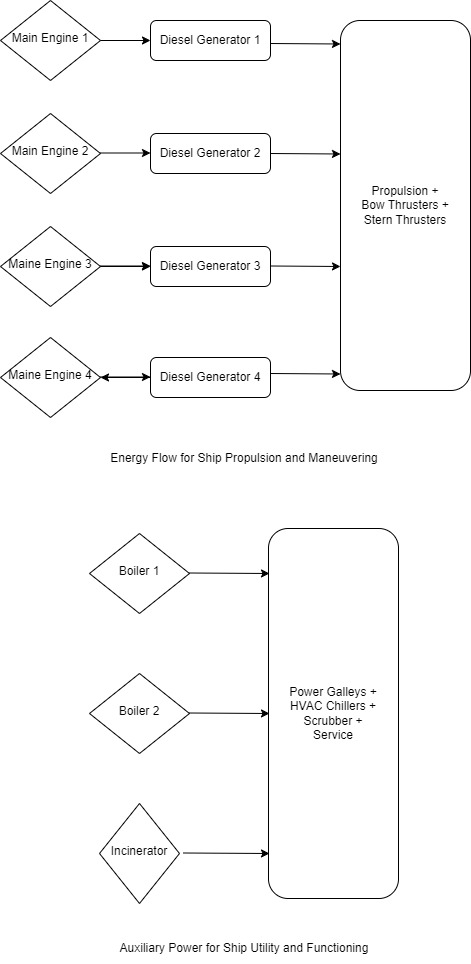 Main Engine 1
Diesel Generator 1
Main Engine 2
Diesel Generator 2
Propulsion +
Bow Thrusters +
Stern Thrusters
Maine Engine 3
Diesel Generator 3
Maine Engine 4
Diesel Generator 4
Energy Flow for Ship Propulsion and Maneuvering
Boiler 1
Boiler 2
Power Galleys +
HVAC Chillers +
Scrubber +
Service
Incinerator
Auxiliary Power for Ship Utility and Functioning